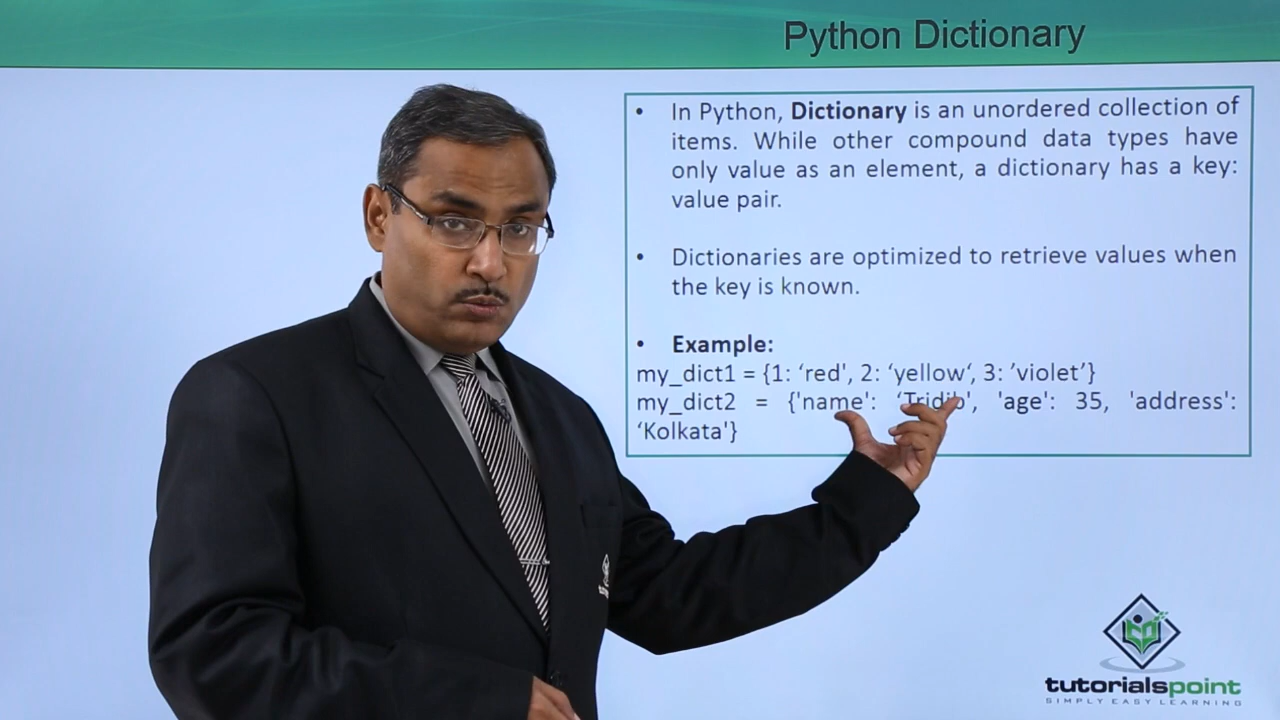 Python Dictionary
• In Python, Dictionary is an unordered collection of
items. While other compound data types have
only value as an element, a dictionary has a key:
value pair.
• Dictionaries are optimized to retrieve values when
the key is known.
• Example:
my_dict1 = {1: ‘red', 2: ‘yellow‘, 3: ’violet’}
my_dict2 = {'name': ‘Tridib', 'age': 35, 'address':
‘Kolkata'}
tutorialspoint
SIMPLY EASY LEARNING